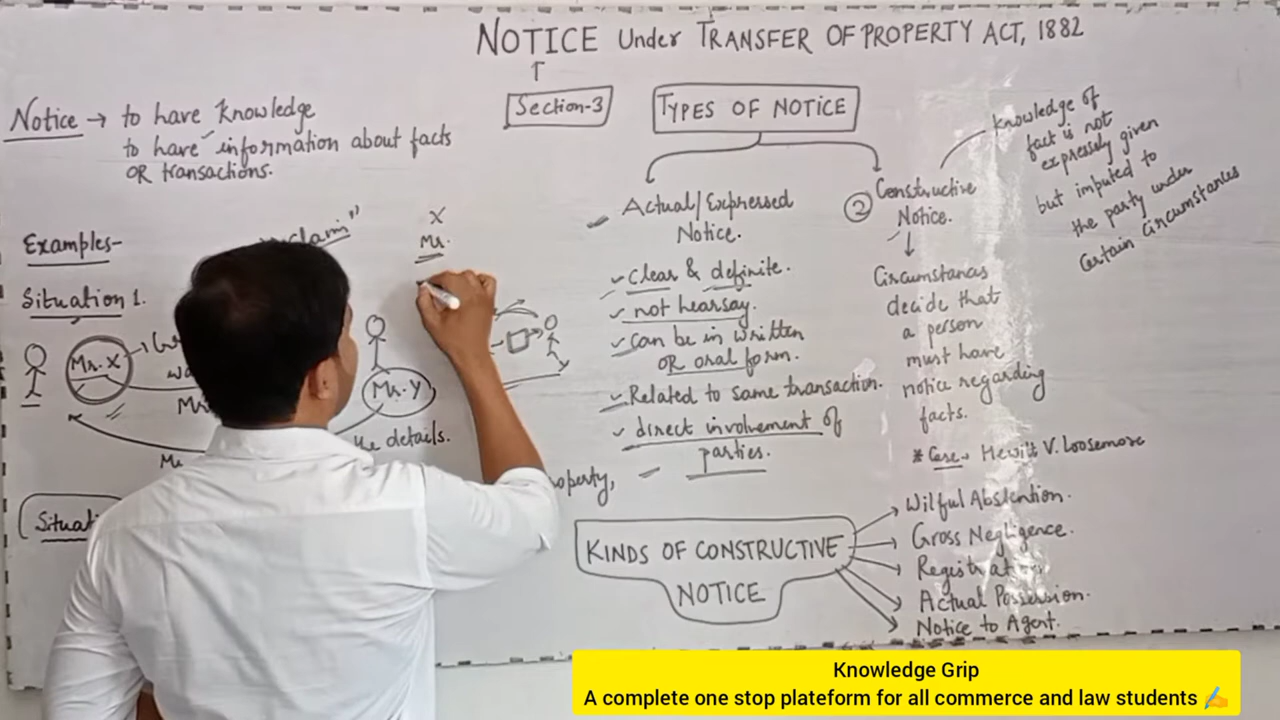 NOTICE Under TRANSFER OF PROPERTY ACT, 1882
Section-3
Notice → to have knowledge
to have information about facts
OR transactions.
Examples-
Situation 1.
Mr. X
claim"
X
Mr.
Mr. Y
the details.
Situati
operty,
TYPES OF NOTICE
Actual/Expressed
Notice.
clear & definite.
not hearsay.
can be in written
OR oral form.
Related to same transaction.
direct involvement of
parties.
② Constructive
Notice.
Circumstances
decide that
a person
must have
notice regarding
facts.
* Case → Hewitt V. Loosemore
knowledge of
fact is not
expressly given
but imputed to
the party under
certain circumstances
KINDS OF CONSTRUCTIVE
NOTICE
Wilful Abstention.
Gross Negligence.
Registration
Actual Possession.
Notice to Agent.
Knowledge Grip
A complete one stop plateform for all commerce and law students ✍️